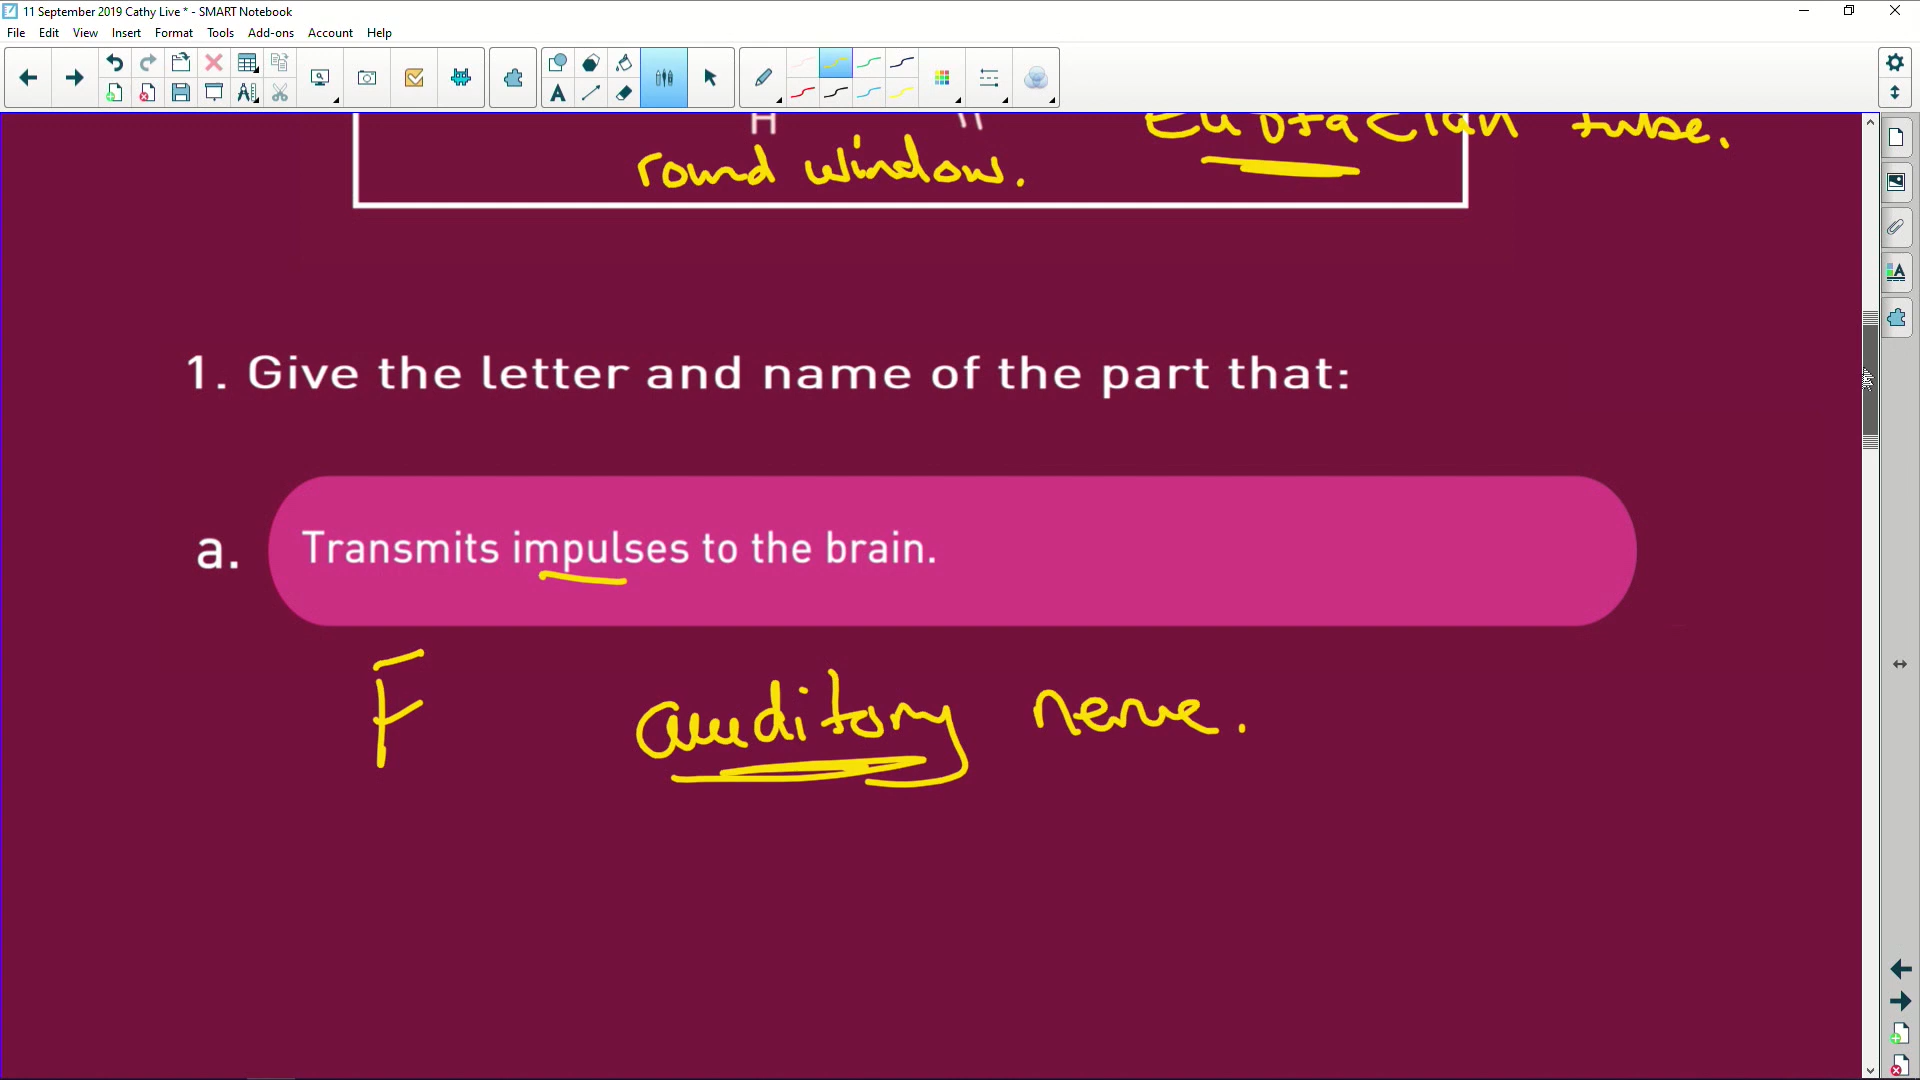 11 September 2019 Cathy Live * - SMART Notebook
File Edit View Insert Format Tools Add-ons Account Help
H
Eustacian tube.
round window.
1. Give the letter and name of the part that:
a. Transmits impulses to the brain.
F auditory nerve.